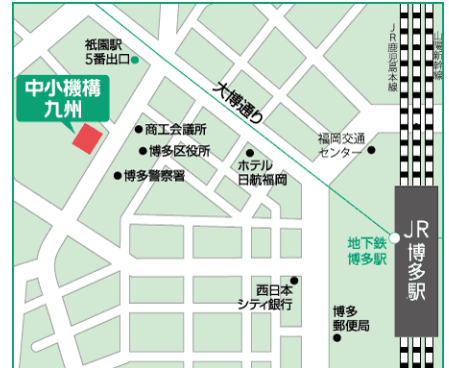 祇園駅
5番出口
中小機構
九州
商工会議所
博多区役所
博多警察署
大博通り
ホテル
日航福岡
福岡交通
センター
JR鹿児島本線
山陽新幹線
地下鉄
博多駅
JR博多駅
西日本
シティ銀行
博多
郵便局